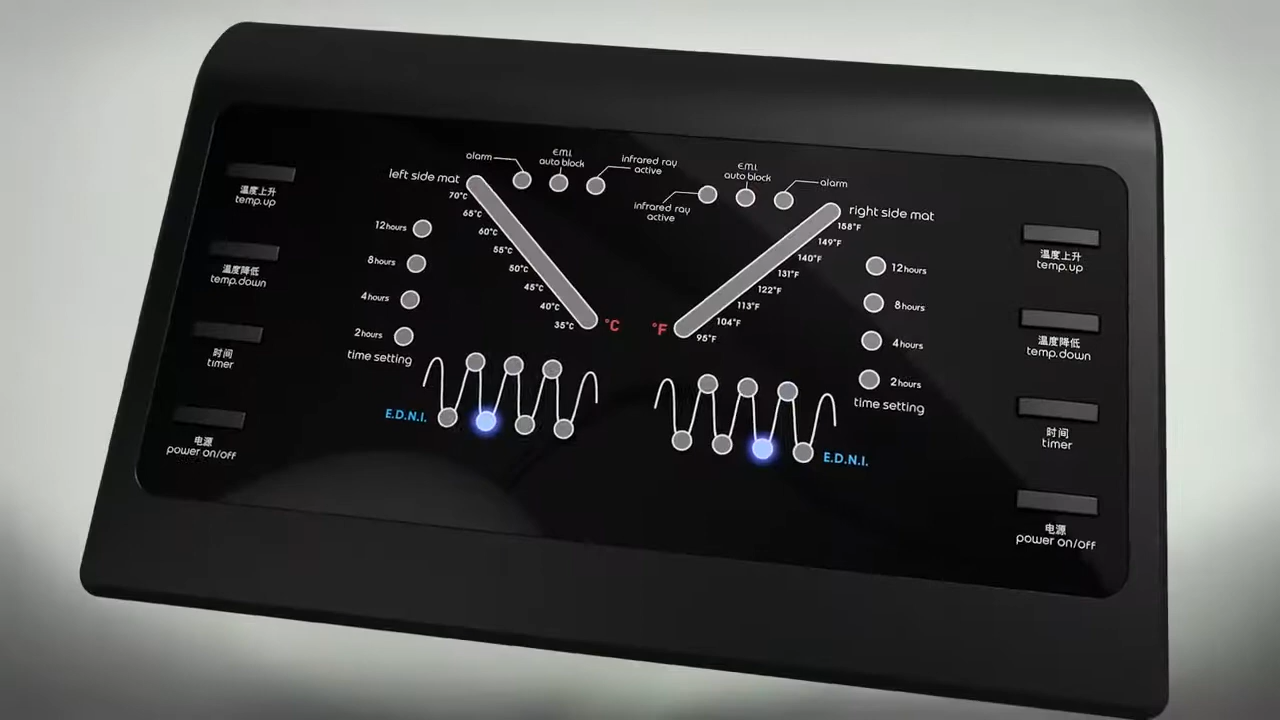 温度上升
temp.up
温度降低
temp.down
时间
timer
电源
power on/off
left side mat
alarm
E.M.I.
auto block
infrared ray
active
70°C
65°C
60°C
55°C
50°C
45°C
40°C
35°C
°C
12hours
8hours
4hours
2hours
time setting
E.D.N.I.
infrared ray
active
E.M.I.
auto block
alarm
right side mat
158°F
149°F
140°F
131°F
122°F
113°F
104°F
95°F
°F
12hours
8hours
4hours
2hours
time setting
E.D.N.I.
温度上升
temp.up
温度降低
temp.down
时间
timer
电源
power on/off